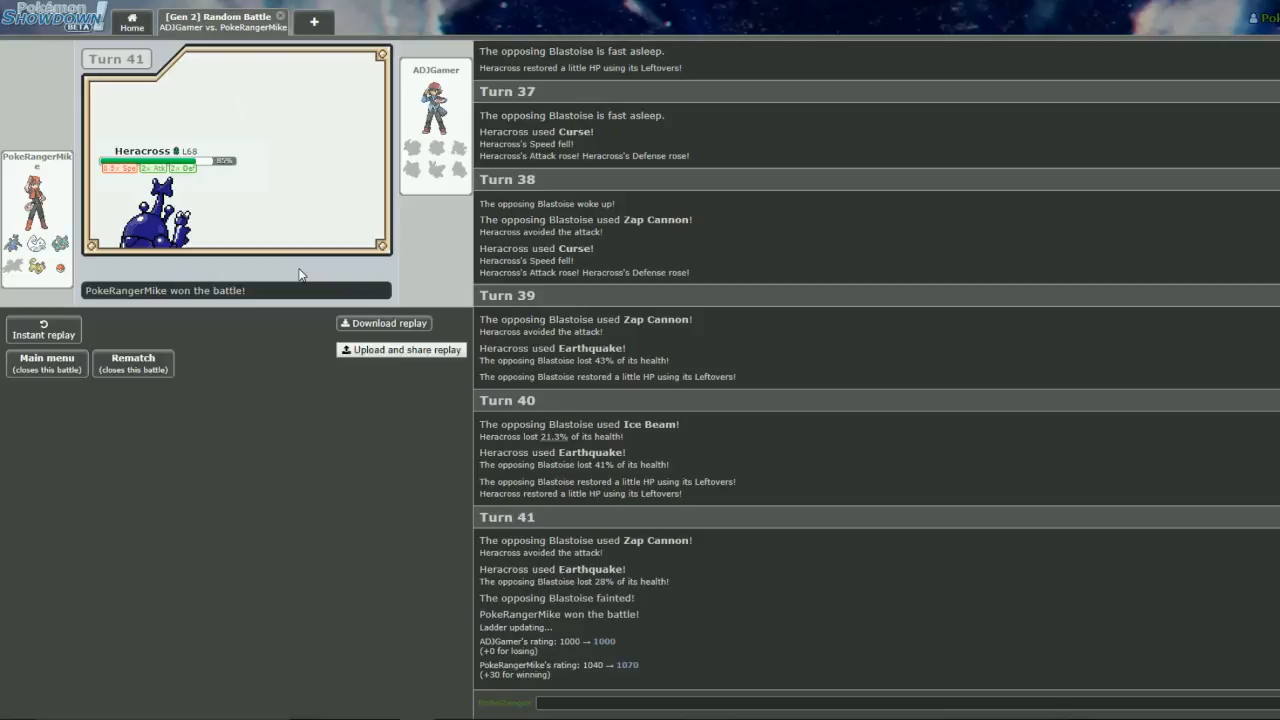 Pokémon
SHOWDOWN!
BETA
Home
[Gen 2] Random Battle
ADJGamer vs. PokeRangerMike
+
Turn 41
ADJGamer
PokeRangerMik
e
Heracross L68
85%
0.5× Spe 2× Atk 2× Def
PokeRangerMike won the battle!
Instant replay
Download replay
Upload and share replay
Main menu
(closes this battle)
Rematch
(closes this battle)
The opposing Blastoise is fast asleep.
Heracross restored a little HP using its Leftovers!
Turn 37
The opposing Blastoise is fast asleep.
Heracross used Curse!
Heracross's Speed fell!
Heracross's Attack rose! Heracross's Defense rose!
Turn 38
The opposing Blastoise woke up!
The opposing Blastoise used Zap Cannon!
Heracross avoided the attack!
Heracross used Curse!
Heracross's Speed fell!
Heracross's Attack rose! Heracross's Defense rose!
Turn 39
The opposing Blastoise used Zap Cannon!
Heracross avoided the attack!
Heracross used Earthquake!
The opposing Blastoise lost 43% of its health!
The opposing Blastoise restored a little HP using its Leftovers!
Turn 40
The opposing Blastoise used Ice Beam!
Heracross lost 21.3% of its health!
Heracross used Earthquake!
The opposing Blastoise lost 41% of its health!
The opposing Blastoise restored a little HP using its Leftovers!
Heracross restored a little HP using its Leftovers!
Turn 41
The opposing Blastoise used Zap Cannon!
Heracross avoided the attack!
Heracross used Earthquake!
The opposing Blastoise lost 28% of its health!
The opposing Blastoise fainted!
PokeRangerMike won the battle!
Ladder updating...
ADJGamer's rating: 1000 → 1000
(+0 for losing)
PokeRangerMike's rating: 1040 → 1070
(+30 for winning)